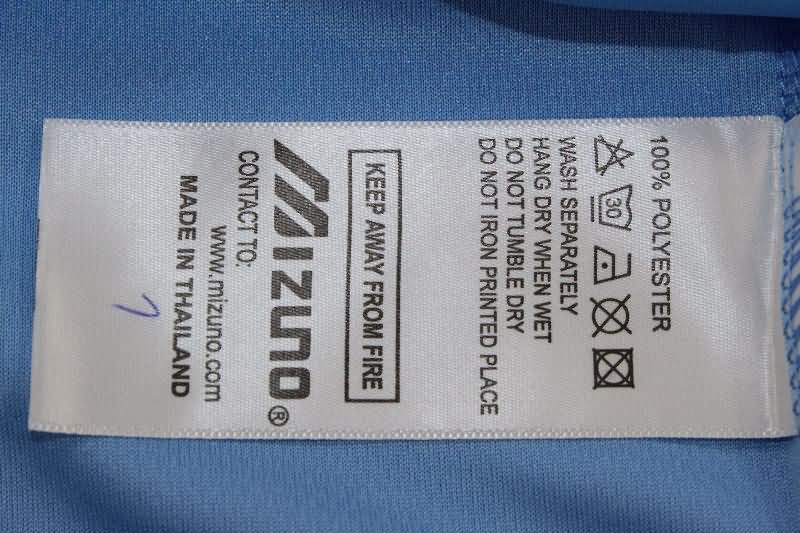 100% POLYESTER
30
WASH SEPARATELY
HANG DRY WHEN WET
DO NOT TUMBLE DRY
DO NOT IRON PRINTED PLACE
KEEP AWAY FROM FIRE
MIZUNO®
CONTACT TO:
www.mizuno.com
MADE IN THAILAND
7